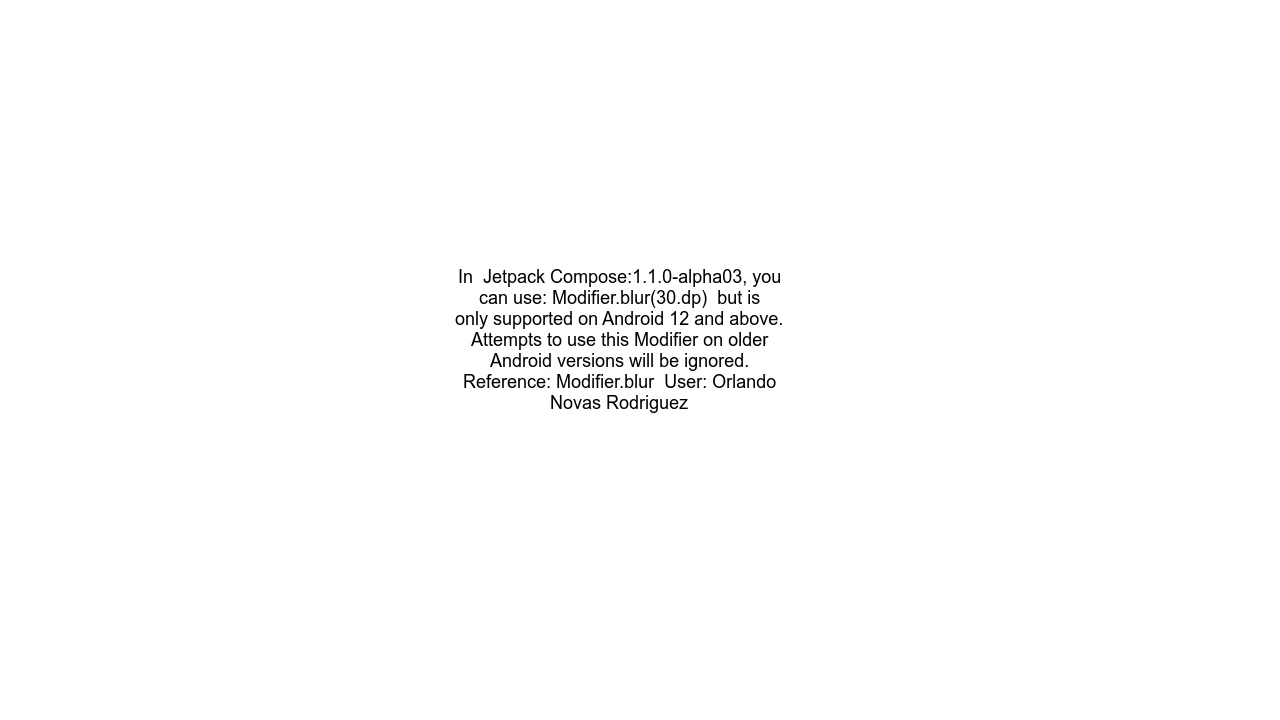 In  Jetpack Compose:1.1.0-alpha03, you
can use: Modifier.blur(30.dp)  but is
only supported on Android 12 and above.
Attempts to use this Modifier on older
Android versions will be ignored.
Reference: Modifier.blur  User: Orlando
Novas Rodriguez